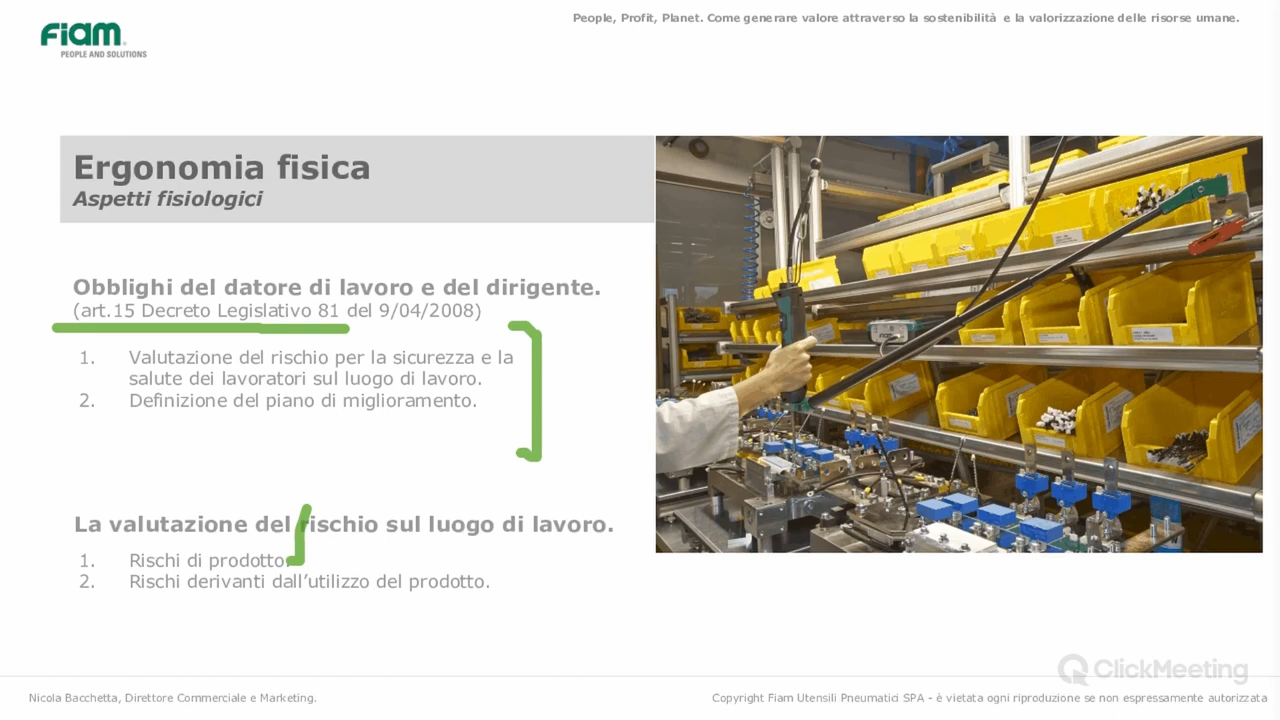 People, Profit, Planet. Come generare valore attraverso la sostenibilità e la valorizzazione delle risorse umane.
Fiam
PEOPLE AND SOLUTIONS
Ergonomia fisica
Aspetti fisiologici
Obblighi del datore di lavoro e del dirigente.
(art.15 Decreto Legislativo 81 del 9/04/2008)
1. Valutazione del rischio per la sicurezza e la
salute dei lavoratori sul luogo di lavoro.
2. Definizione del piano di miglioramento.
La valutazione del rischio sul luogo di lavoro.
1. Rischi di prodotto.
2. Rischi derivanti dall'utilizzo del prodotto.
ClickMeeting
Nicola Bacchetta, Direttore Commerciale e Marketing.
Copyright Fiam Utensili Pneumatici SPA - è vietata ogni riproduzione se non espressamente autorizzata